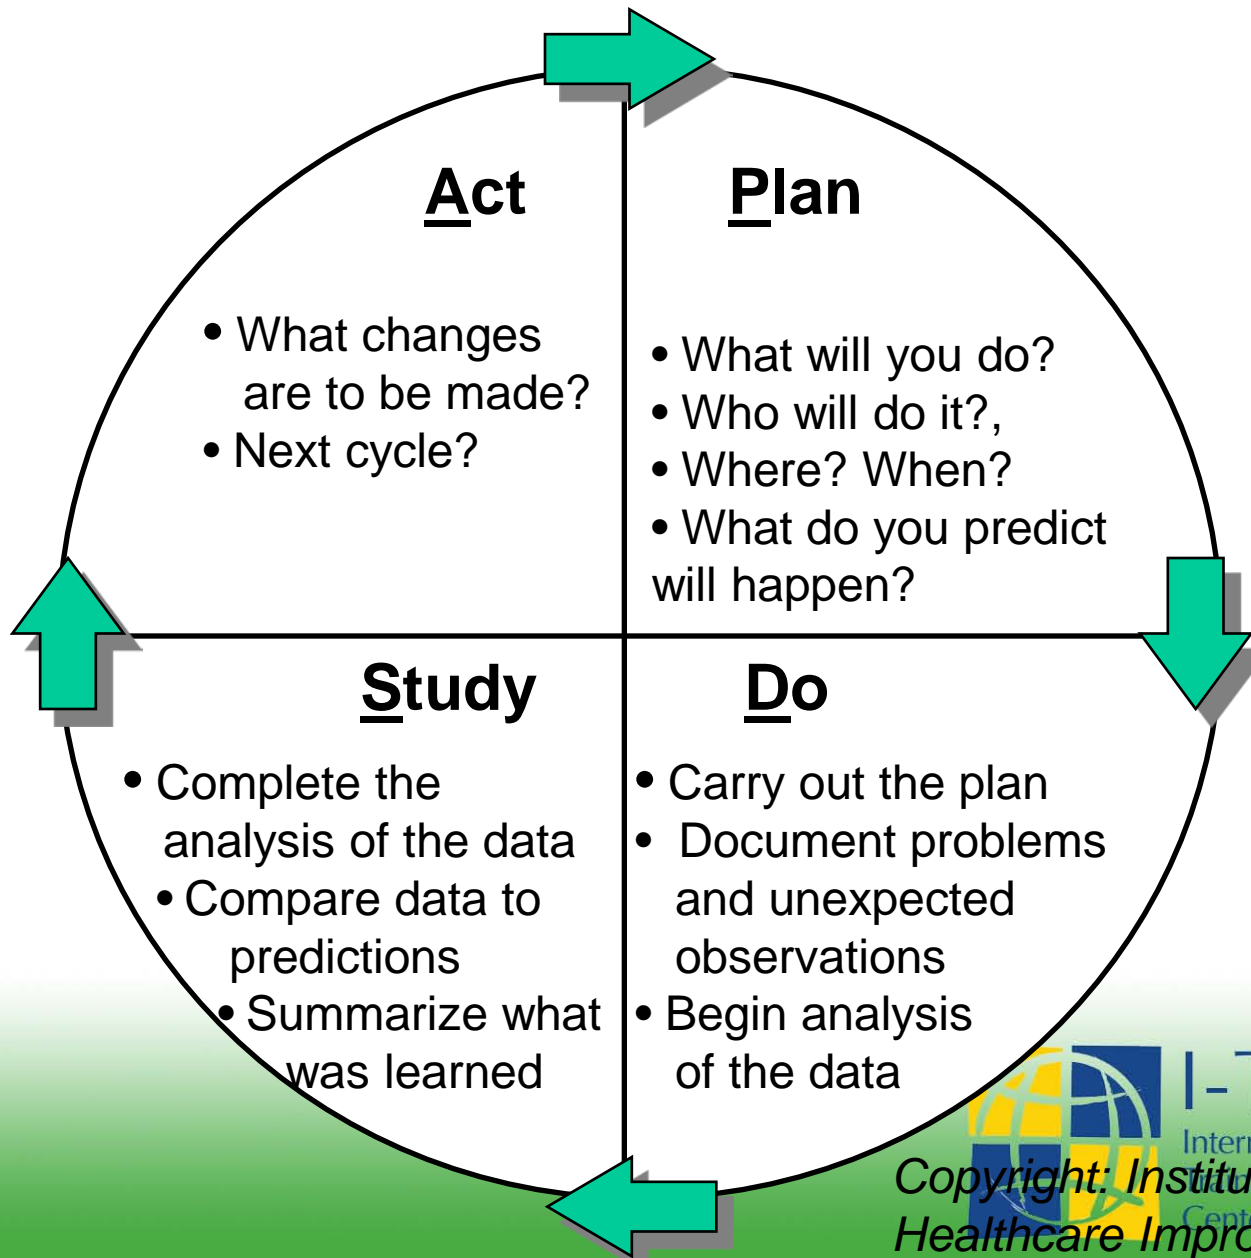 Act
• What changes
are to be made?
• Next cycle?
Plan
• What will you do?
• Who will do it?,
• Where? When?
• What do you predict
will happen?
Study
• Complete the
analysis of the data
• Compare data to
predictions
• Summarize what
was learned
Do
• Carry out the plan
• Document problems
and unexpected
observations
• Begin analysis
of the data
Copyright:
Healthcare